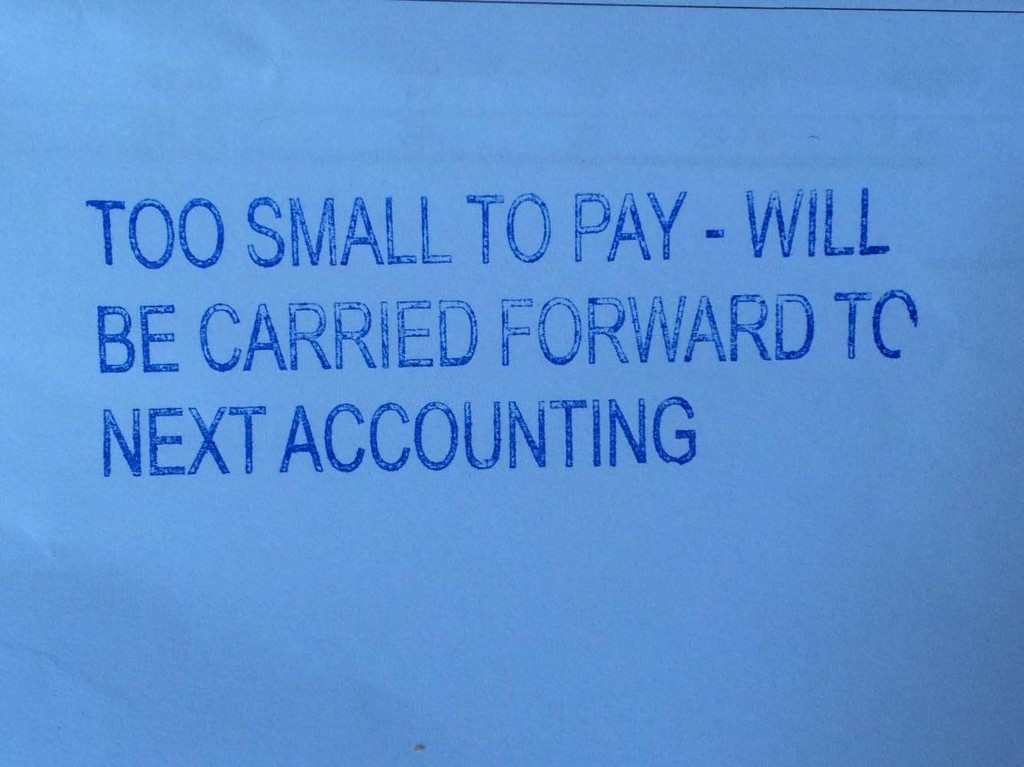 TOO SMALL TO PAY - WILL
BE CARRIED FORWARD TO
NEXT ACCOUNTING